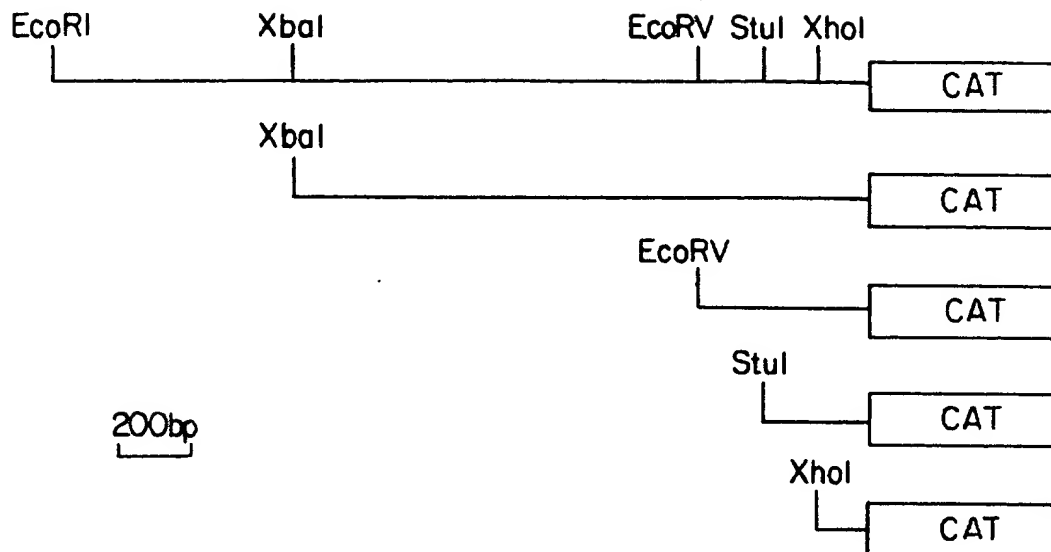 EcoRI XbaI EcoRV StuI XhoI
CAT
XbaI
CAT
EcoRV
CAT
StuI
CAT
200bp
XhoI
CAT